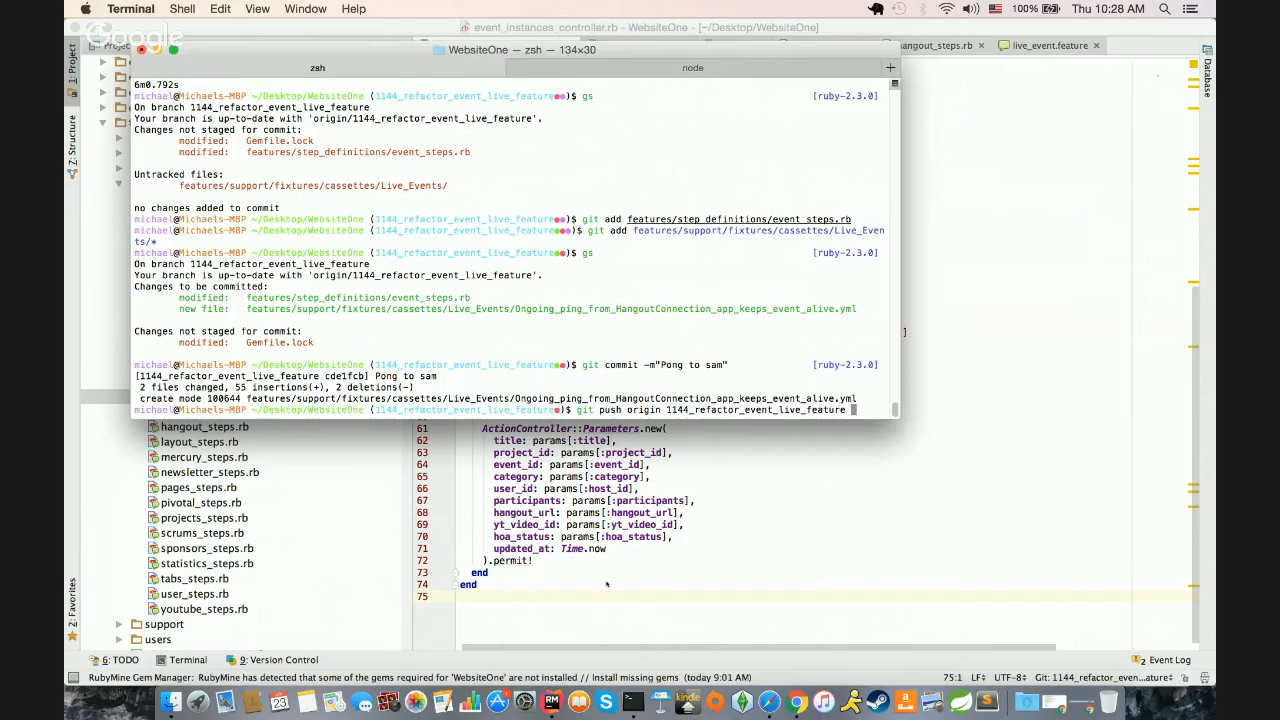 Terminal Shell Edit View Window Help 100% Thu 10:28 AM
event_instances_controller.rb - WebsiteOne - [~/Desktop/WebsiteOne]
Google
WebsiteOne — zsh — 134×30
hangout_steps.rb live_event.feature
zsh node +
1: Project
Database
7: Structure
2: Favorites
6m0.792s
michael@Michaels-MBP ~/Desktop/WebsiteOne (1144_refactor_event_live_feature●●)$ gs [ruby-2.3.0]
On branch 1144_refactor_event_live_feature
Your branch is up-to-date with 'origin/1144_refactor_event_live_feature'.
Changes not staged for commit:
modified: Gemfile.lock
modified: features/step_definitions/event_steps.rb
Untracked files:
features/support/fixtures/cassettes/Live_Events/
no changes added to commit
michael@Michaels-MBP ~/Desktop/WebsiteOne (1144_refactor_event_live_feature●●)$ git add features/step_definitions/event_steps.rb
michael@Michaels-MBP ~/Desktop/WebsiteOne (1144_refactor_event_live_feature●●●)$ git add features/support/fixtures/cassettes/Live_Even
ts/*
michael@Michaels-MBP ~/Desktop/WebsiteOne (1144_refactor_event_live_feature●●)$ gs [ruby-2.3.0]
On branch 1144_refactor_event_live_feature
Your branch is up-to-date with 'origin/1144_refactor_event_live_feature'.
Changes to be committed:
modified: features/step_definitions/event_steps.rb
new file: features/support/fixtures/cassettes/Live_Events/Ongoing_ping_from_HangoutConnection_app_keeps_event_alive.yml
Changes not staged for commit:
modified: Gemfile.lock
michael@Michaels-MBP ~/Desktop/WebsiteOne (1144_refactor_event_live_feature●●)$ git commit -m"Pong to sam" [ruby-2.3.0]
[1144_refactor_event_live_feature cde1fcb] Pong to sam
2 files changed, 55 insertions(+), 2 deletions(-)
create mode 100644 features/support/fixtures/cassettes/Live_Events/Ongoing_ping_from_HangoutConnection_app_keeps_event_alive.yml
michael@Michaels-MBP ~/Desktop/WebsiteOne (1144_refactor_event_live_feature●)$ git push origin 1144_refactor_event_live_feature
hangout_steps.rb
layout_steps.rb
mercury_steps.rb
newsletter_steps.rb
pages_steps.rb
pivotal_steps.rb
projects_steps.rb
scrums_steps.rb
sponsors_steps.rb
statistics_steps.rb
tabs_steps.rb
user_steps.rb
youtube_steps.rb
support
users
61 ActionController::Parameters.new(
62 title: params[:title],
63 project_id: params[:project_id],
64 event_id: params[:event_id],
65 category: params[:category],
66 user_id: params[:host_id],
67 participants: params[:participants],
68 hangout_url: params[:hangout_url],
69 yt_video_id: params[:yt_video_id],
70 hoa_status: params[:hoa_status],
71 updated_at: Time.now
72 ).permit!
73 end
74 end
75
6: TODO Terminal 9: Version Control 2 Event Log
RubyMine Gem Manager: RubyMine has detected that some of the gems required for 'WebsiteOne' are not installed // Install missing gems (today 9:01 AM) 75:1 LF÷ UTF-8÷ Git: 1144_refactor_even...ature÷